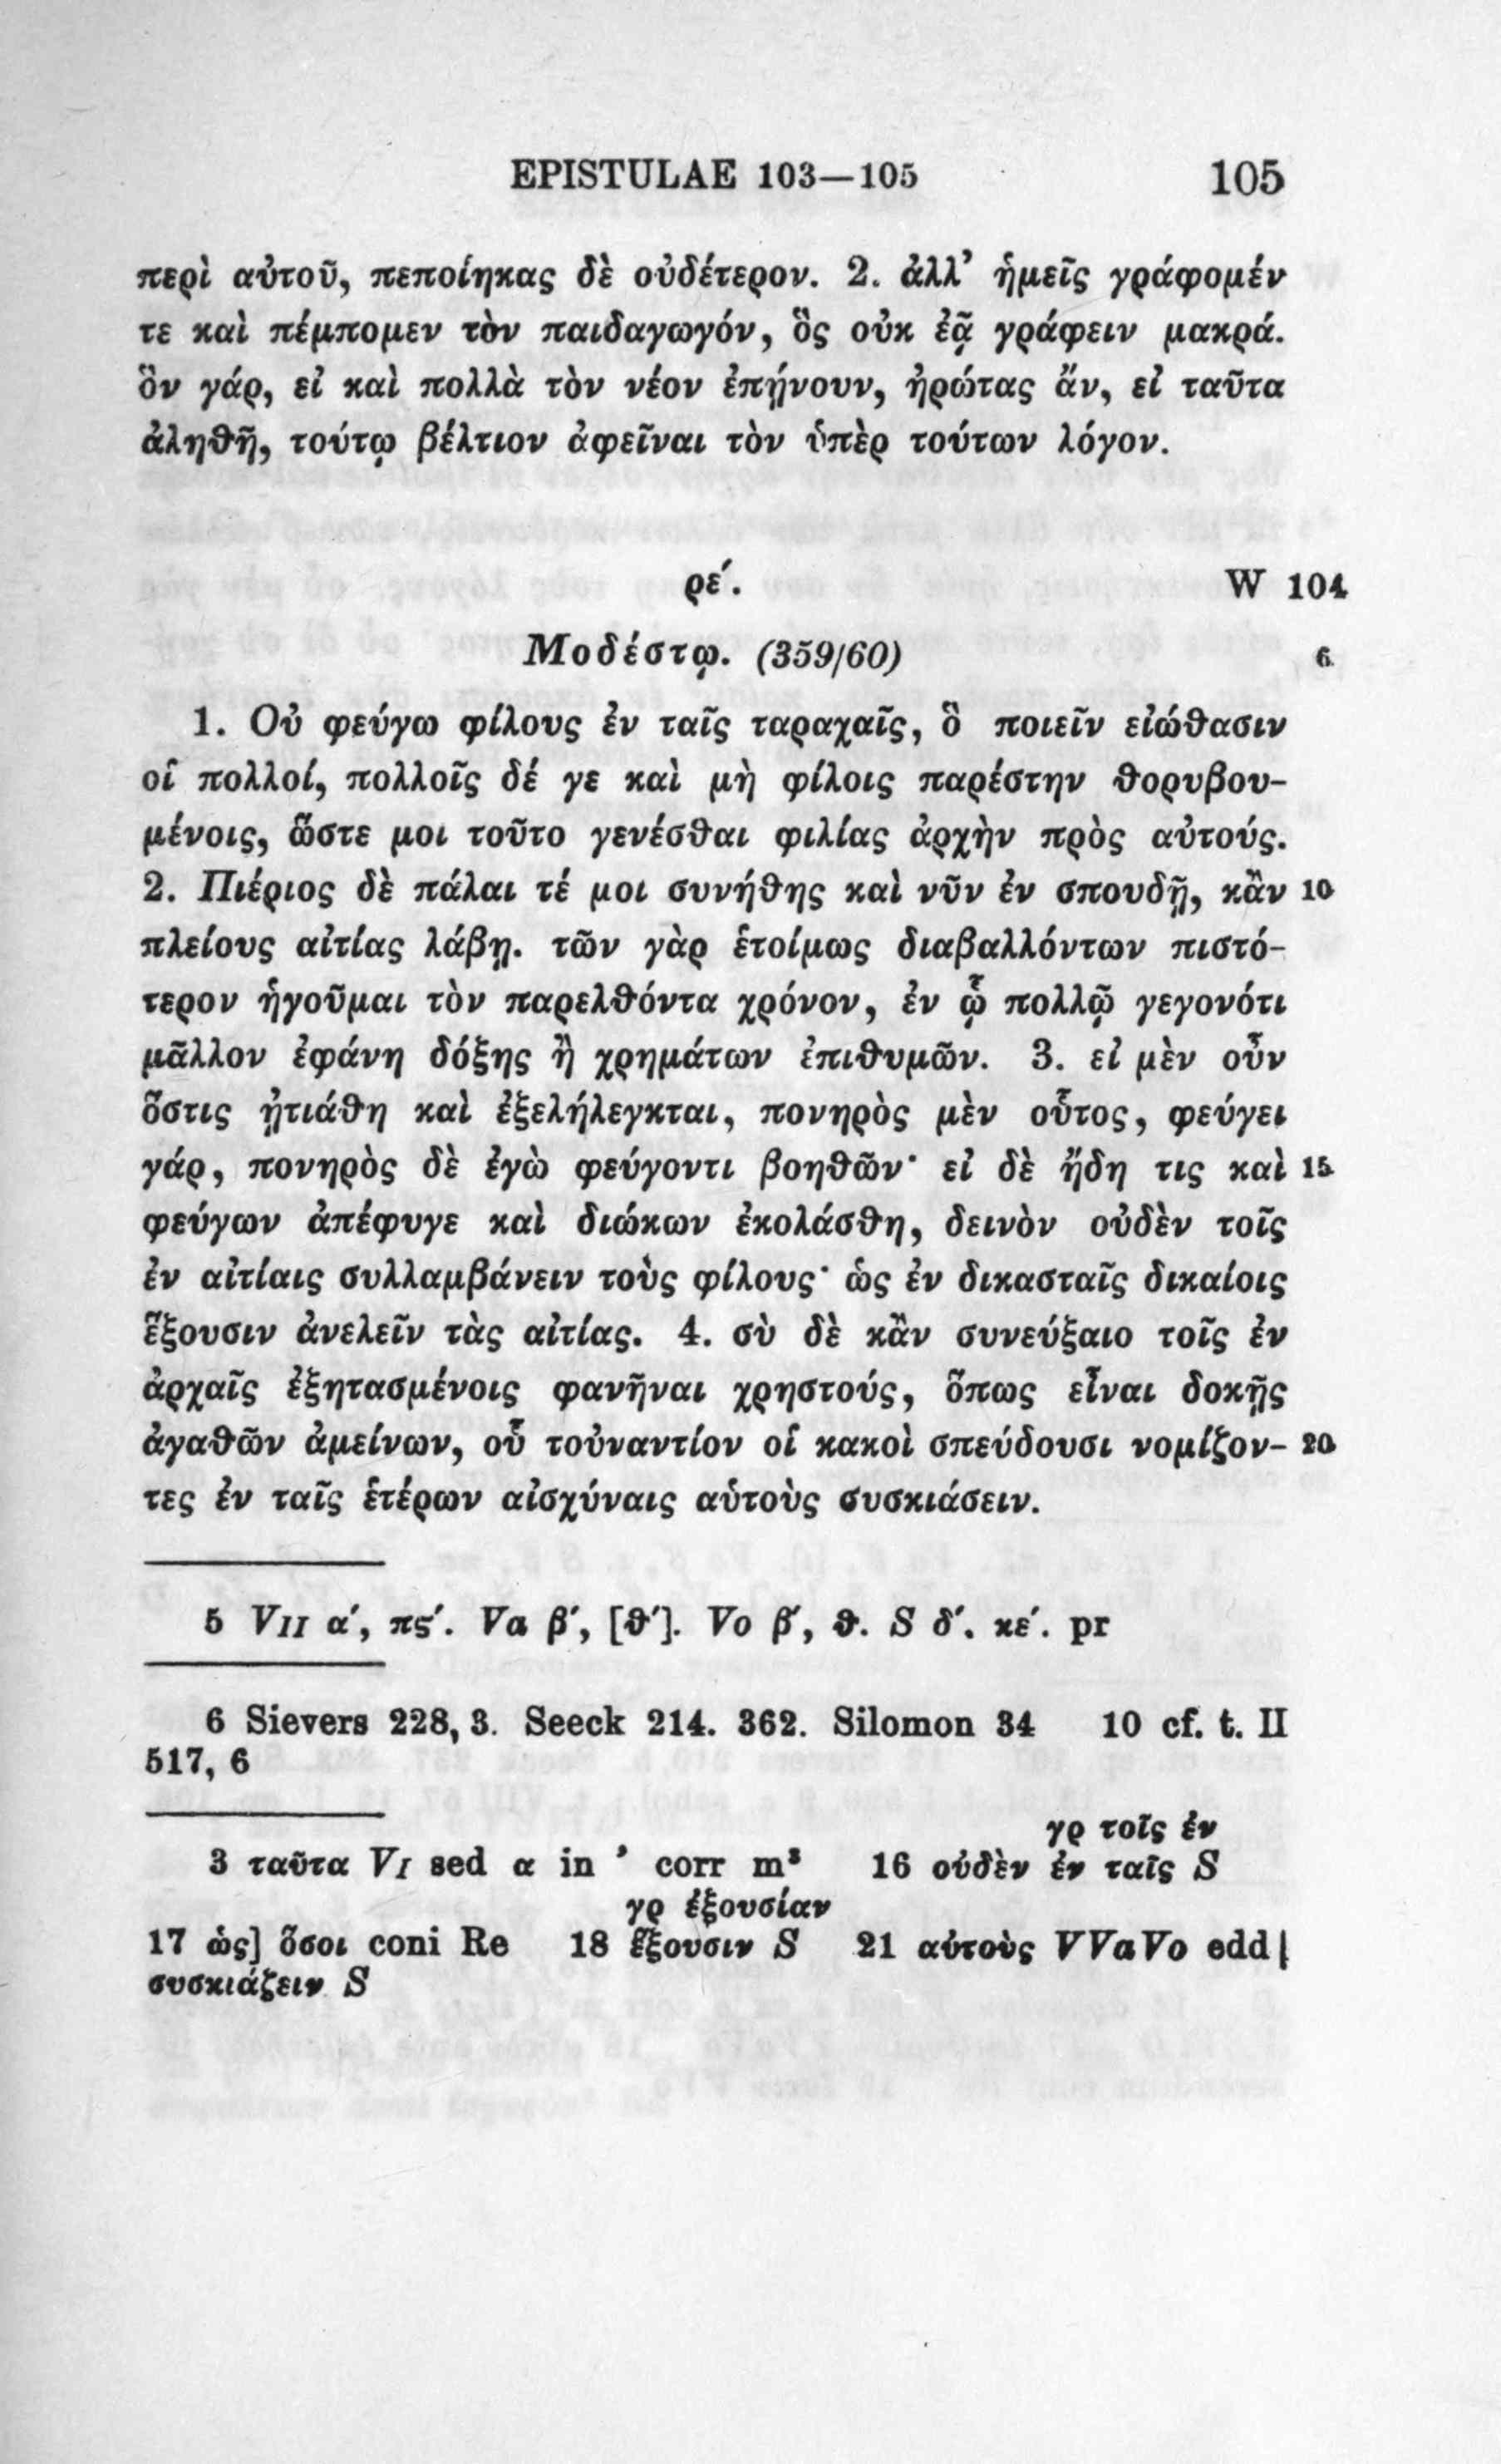 EPISTULAE 103—105 105
περὶ αὐτοῦ, πεποίηκας δὲ οὐδέτερον. 2. ἀλλ’ ἡμεῖς γράφομέν
τε καὶ πέμπομεν τὸν παιδαγωγόν, ὃς οὐκ ἐᾷ γράφειν μακρά.
ὃν γάρ, εἰ καὶ πολλὰ τὸν νέον ἐπῄνουν, ἠρώτας ἄν, εἰ ταῦτα
ἀληθῆ, τούτῳ βέλτιον ἀφεῖναι τὸν ὑπὲρ τούτων λόγον.
ρε΄. W 104
Μοδέστῳ. (359/60) 6
1. Οὐ φεύγω φίλους ἐν ταῖς ταραχαῖς, ὃ ποιεῖν εἰώθασιν
οἱ πολλοί, πολλοῖς δέ γε καὶ μὴ φίλοις παρέστην θορυβου-
μένοις, ὥστε μοι τοῦτο γενέσθαι φιλίας ἀρχὴν πρὸς αὐτούς.
2. Πιέριος δὲ πάλαι τέ μοι συνήθης καὶ νῦν ἐν σπουδῇ, κἂν 10
πλείους αἰτίας λάβῃ. τῶν γὰρ ἑτοίμως διαβαλλόντων πιστό-
τερον ἡγοῦμαι τὸν παρελθόντα χρόνον, ἐν ᾧ πολλῷ γεγονότι
μᾶλλον ἐφάνη δόξης ἢ χρημάτων ἐπιθυμῶν. 3. εἰ μὲν οὖν
ὅστις ᾐτιάθη καὶ ἐξελήλεγκται, πονηρὸς μὲν οὗτος, φεύγει
γάρ, πονηρὸς δὲ ἐγὼ φεύγοντι βοηθῶν· εἰ δὲ ἤδη τις καὶ 15
φεύγων ἀπέφυγε καὶ διώκων ἐκολάσθη, δεινὸν οὐδὲν τοῖς
ἐν αἰτίαις συλλαμβάνειν τοὺς φίλους· ὡς ἐν δικασταῖς δικαίοις
ἕξουσιν ἀνελεῖν τὰς αἰτίας. 4. σὺ δὲ κἂν συνεύξαιο τοῖς ἐν
ἀρχαῖς ἐξητασμένοις φανῆναι χρηστούς, ὅπως εἶναι δοκῇς
ἀγαθῶν ἀμείνων, οὗ τοὐναντίον οἱ κακοὶ σπεύδουσι νομίζον- 20
τες ἐν ταῖς ἑτέρων αἰσχύναις αὑτοὺς συσκιάσειν.
5 VII α΄, πς΄. Va β΄, [θ΄]. Vo β΄, θ. S δ΄. κε΄. pr
6 Sievers 228, 3. Seeck 214. 362. Silomon 34 10 cf. t. II
517, 6
γρ τοῖς ἐν
3 ταῦτα VI sed α in ’ corr m³ 16 οὐδὲν ἐν ταῖς S
γρ ἐξουσίαν
17 ὡς] ὅσοι coni Re 18 ἕξουσιν S 21 αὐτοὺς VVaVo edd |
συσκιάζειν S